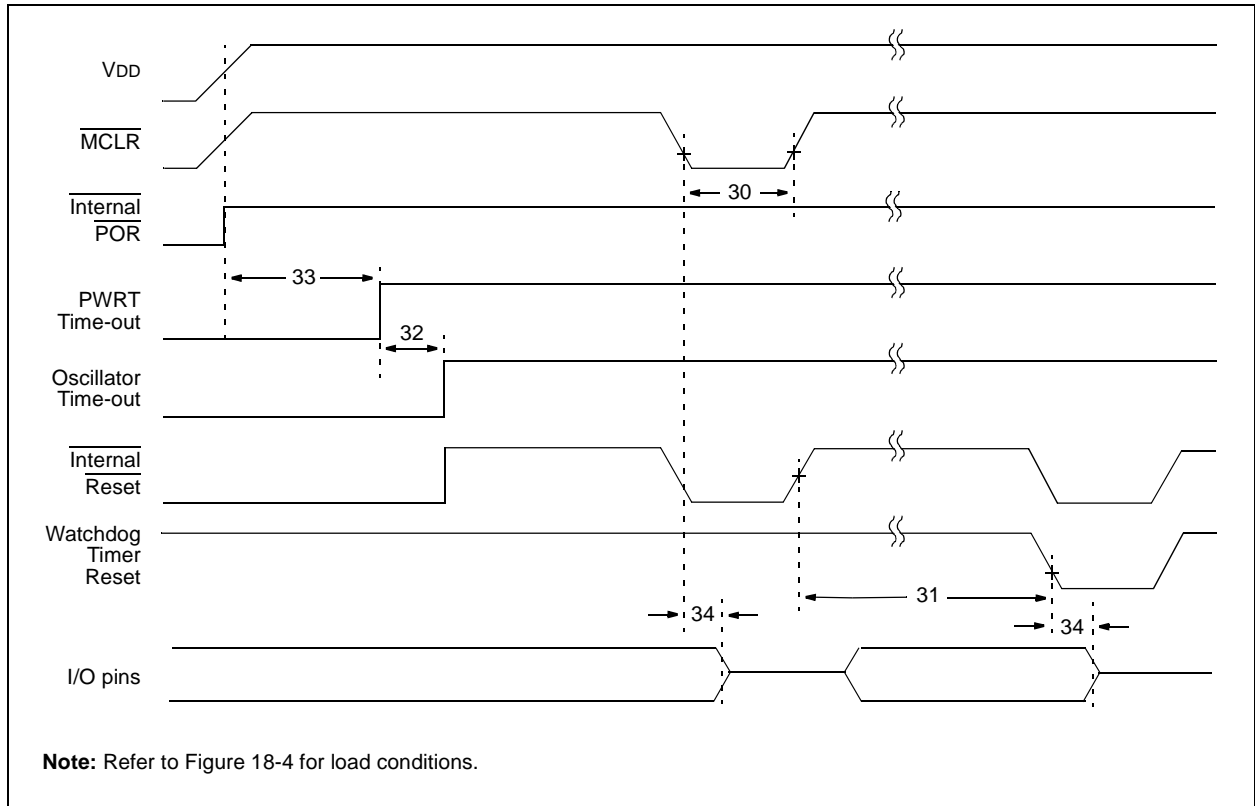 VDD
MCLR
30
Internal
POR
33
PWRT
Time-out
32
Oscillator
Time-out
Internal
Reset
Watchdog
Timer
Reset
31
34
34
I/O pins
Note: Refer to Figure 18-4 for load conditions.